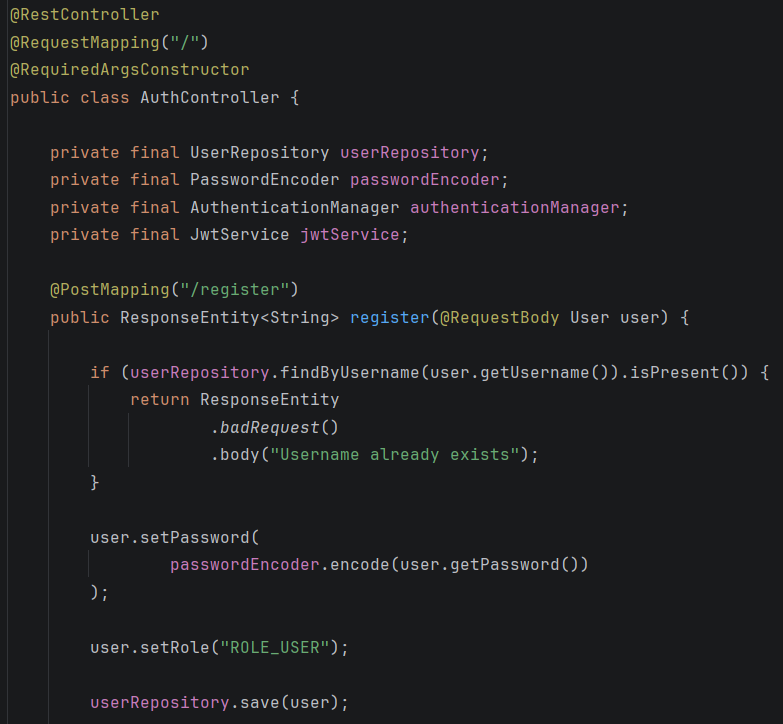 @RestController
@RequestMapping("/")
@RequiredArgsConstructor
public class AuthController {
private final UserRepository userRepository;
private final PasswordEncoder passwordEncoder;
private final AuthenticationManager authenticationManager;
private final JwtService jwtService;
@PostMapping("/register")
public ResponseEntity<String> register(@RequestBody User user) {
if (userRepository.findByUsername(user.getUsername()).isPresent()) {
return ResponseEntity
.badRequest()
.body("Username already exists");
}
user.setPassword(
passwordEncoder.encode(user.getPassword())
);
user.setRole("ROLE_USER");
userRepository.save(user);